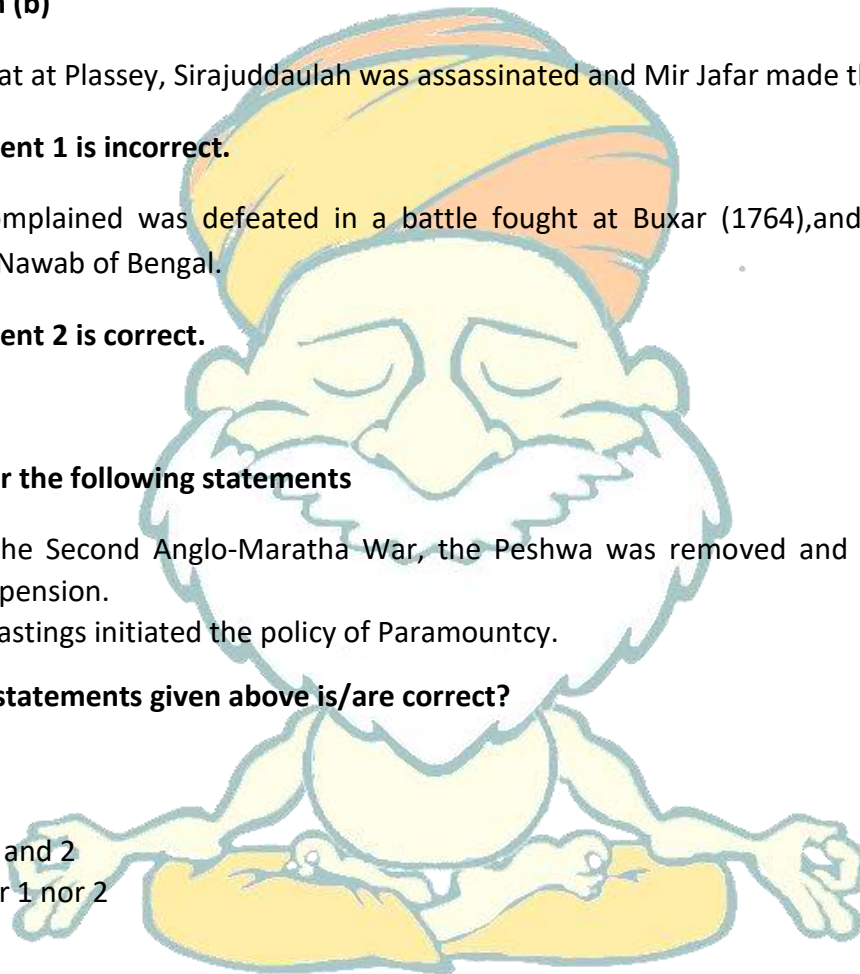 n (b)
at at Plassey, Sirajuddaulah was assassinated and Mir Jafar made t
ent 1 is incorrect.
omplained was defeated in a battle fought at Buxar (1764),and
Nawab of Bengal.
ent 2 is correct.
r the following statements
he Second Anglo-Maratha War, the Peshwa was removed and
pension.
astings initiated the policy of Paramountcy.
statements given above is/are correct?
and 2
r 1 nor 2